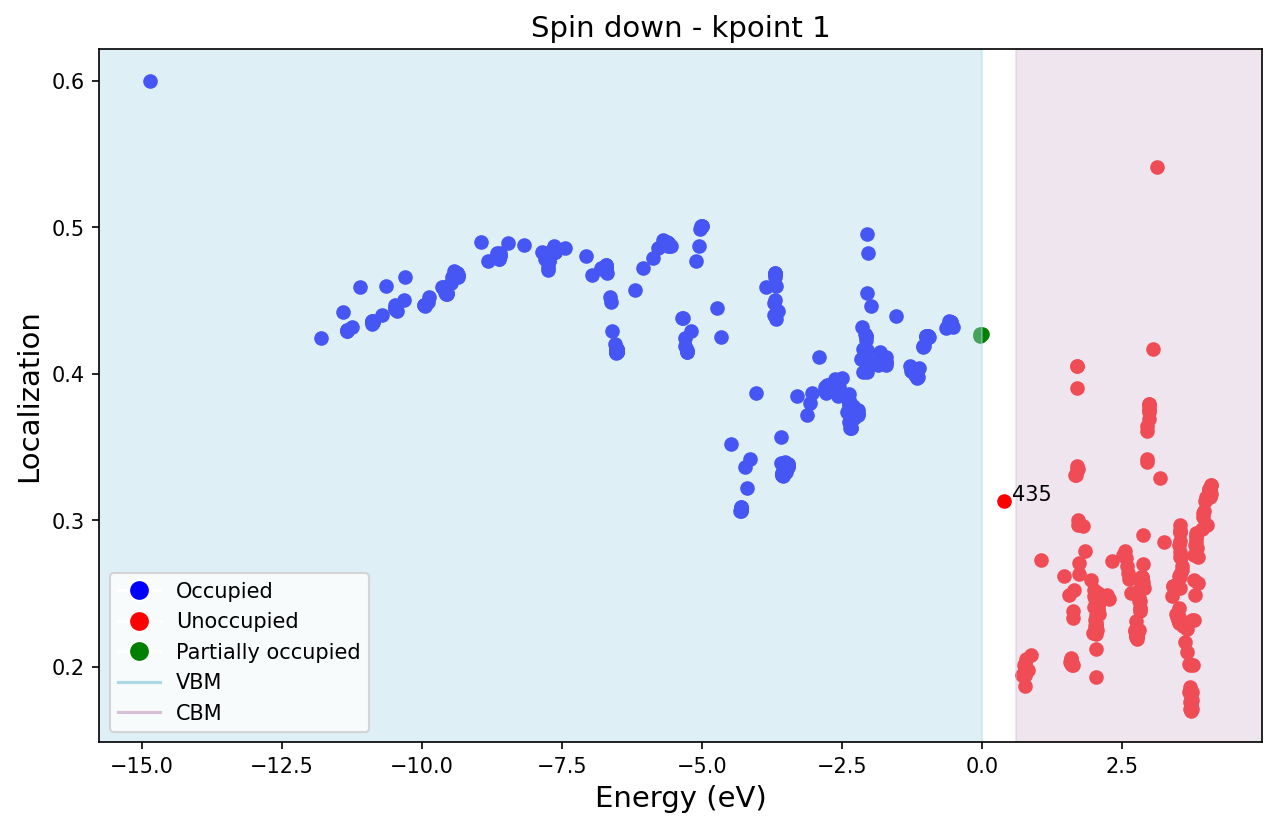 Spin down - kpoint 1
Localization
0.6
0.5
0.4
0.3
0.2
435
Occupied
Unoccupied
Partially occupied
VBM
CBM
−15.0 −12.5 −10.0 −7.5 −5.0 −2.5 0.0 2.5
Energy (eV)